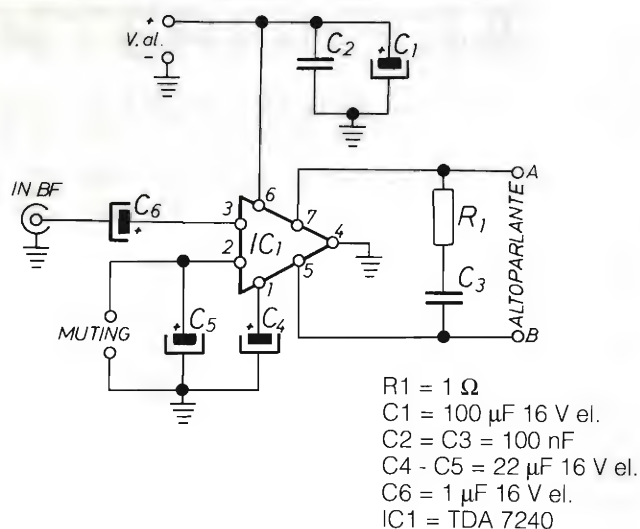 +
V.al.
-
C2
C1
IN BF
C6
+
3
6
7
4
2
IC1
1
5
+
C5
+
C4
MUTING
R1
C3
A
ALTOPARLANTE
B
R1 = 1 Ω
C1 = 100 µF 16 V el.
C2 = C3 = 100 nF
C4 - C5 = 22 µF 16 V el.
C6 = 1 µF 16 V el.
IC1 = TDA 7240